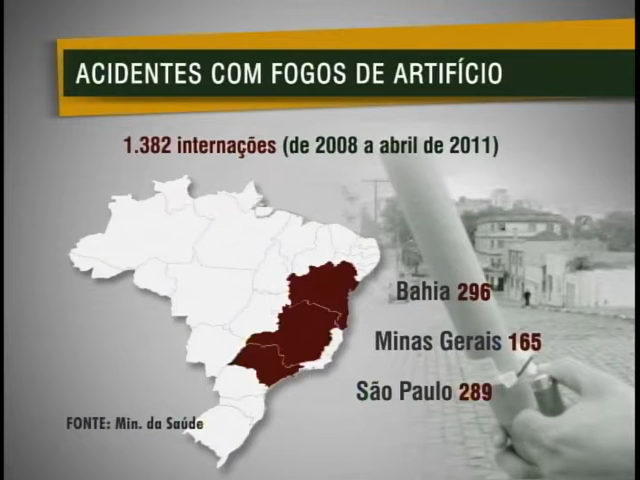 ACIDENTES COM FOGOS DE ARTIFÍCIO
1.382 internações (de 2008 a abril de 2011)
Bahia 296
Minas Gerais 165
São Paulo 289
FONTE: Min. da Saúde